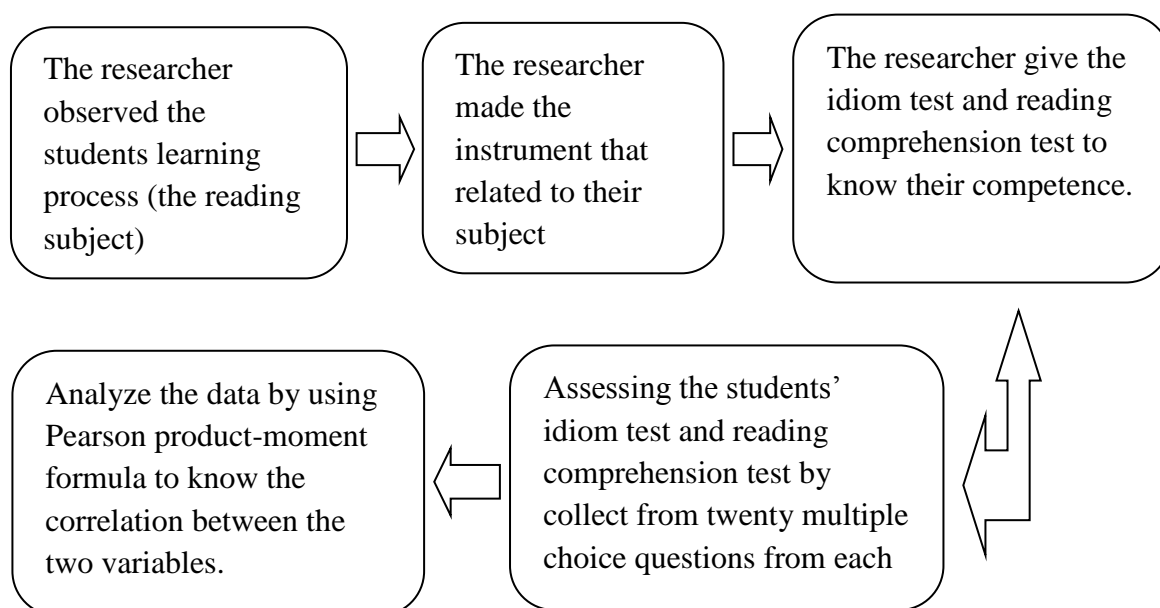 The researcher
observed the
students learning
process (the reading
subject)
The researcher
made the
instrument that
related to their
subject
The researcher give the
idiom test and reading
comprehension test to
know their competence.
Assessing the students’
idiom test and reading
comprehension test by
collect from twenty multiple
choice questions from each
Analyze the data by using
Pearson product-moment
formula to know the
correlation between the
two variables.